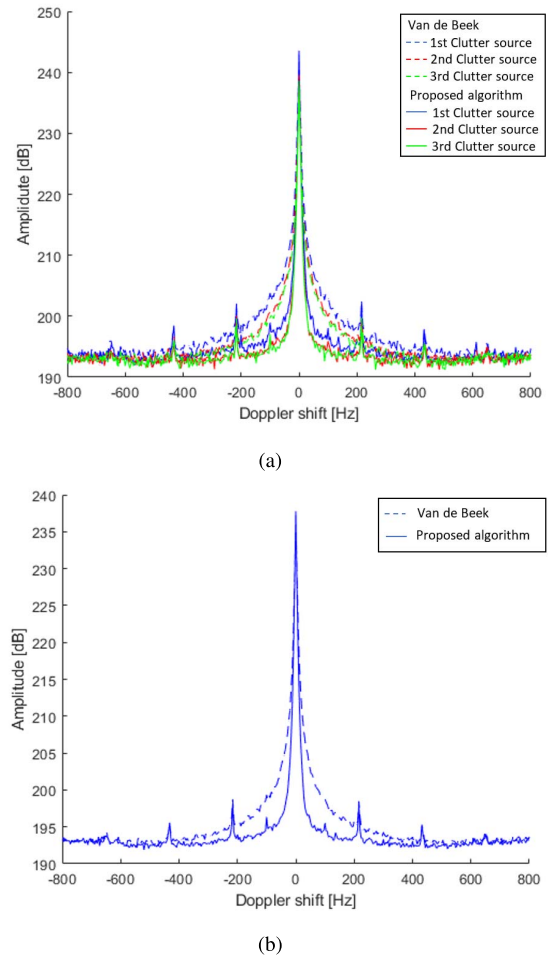 250
240
230
220
210
200
190
Amplidute [dB]
-800 -600 -400 -200 0 200 400 600 800
Doppler shift [Hz]
Van de Beek
1st Clutter source
2nd Clutter source
3rd Clutter source
Proposed algorithm
1st Clutter source
2nd Clutter source
3rd Clutter source
(a)
240
235
230
225
220
215
210
205
200
195
190
Amplitude [dB]
-800 -600 -400 -200 0 200 400 600 800
Doppler shift [Hz]
Van de Beek
Proposed algorithm
(b)